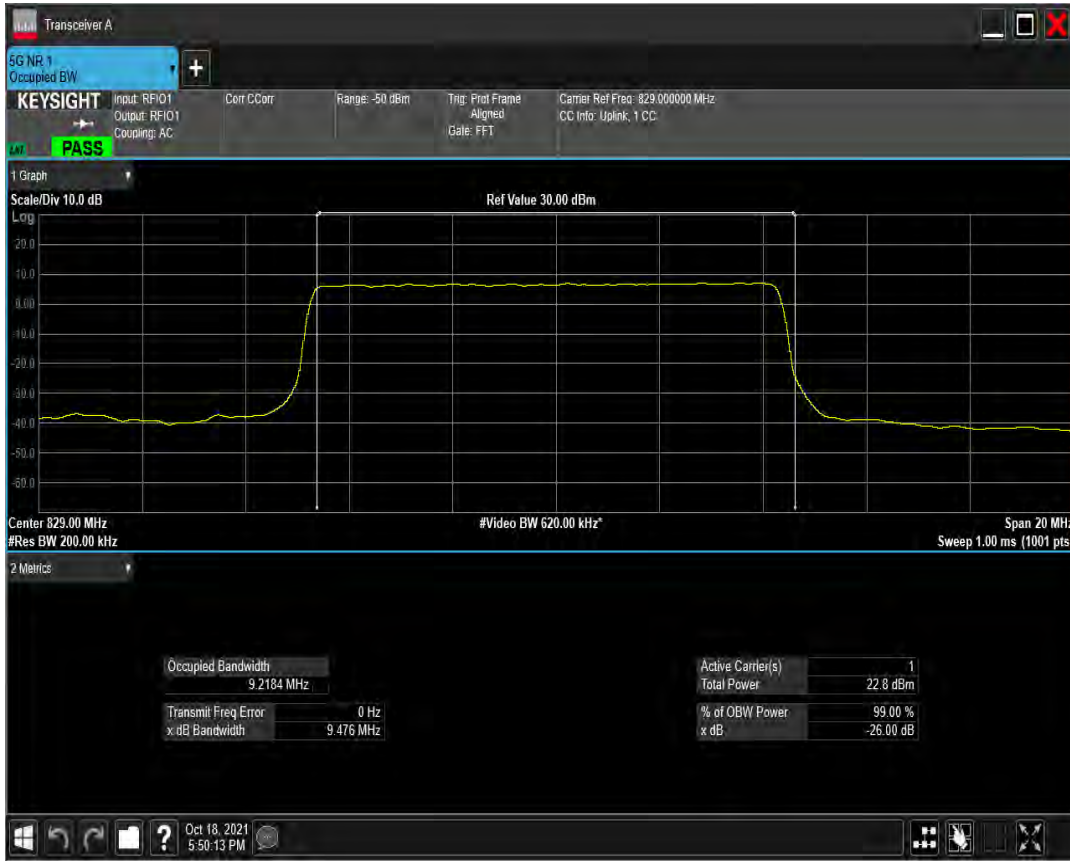 Transceiver A
5G NR 1
Occupied BW
+
KEYSIGHT
Input: RFIO1
Output: RFIO1
Coupling: AC
Corr CCorr
Range: -50 dBm
Trig: Prot Frame
Aligned
Gate: FFT
Carrier Ref Freq: 829.000000 MHz
CC Info: Uplink, 1 CC
PASS
1 Graph
Scale/Div 10.0 dB
Ref Value 30.00 dBm
Log
20.0
10.0
0.00
-10.0
-20.0
-30.0
-40.0
-50.0
-60.0
Center 829.00 MHz
#Video BW 620.00 kHz*
Span 20 MHz
#Res BW 200.00 kHz
Sweep 1.00 ms (1001 pts
2 Metrics
Occupied Bandwidth
9.2184 MHz
Transmit Freq Error 0 Hz
x dB Bandwidth 9.476 MHz
Active Carrier(s) 1
Total Power 22.8 dBm
% of OBW Power 99.00 %
x dB -26.00 dB
?
Oct 18, 2021
5:50:13 PM